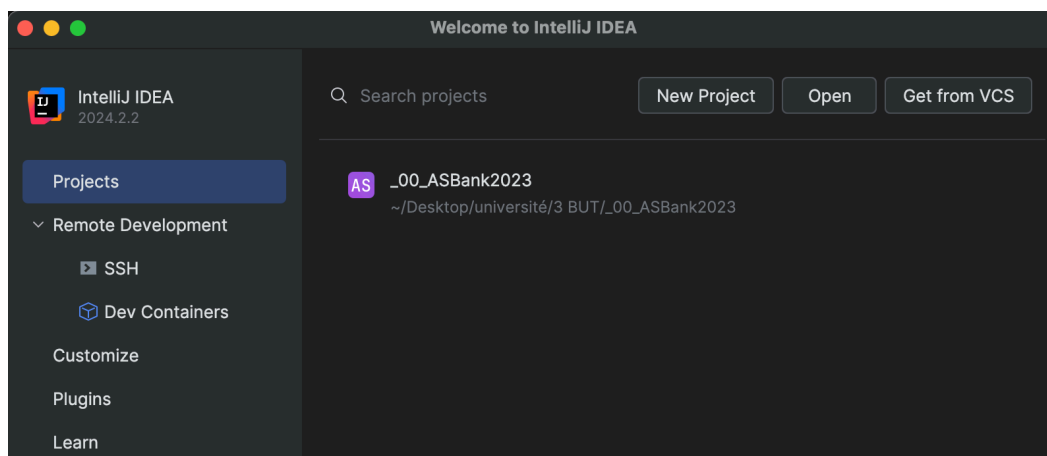 Welcome to IntelliJ IDEA
IJ
IntelliJ IDEA
2024.2.2
Search projects
New Project
Open
Get from VCS
Projects
AS
_00_ASBank2023
~/Desktop/université/3 BUT/_00_ASBank2023
Remote Development
SSH
Dev Containers
Customize
Plugins
Learn